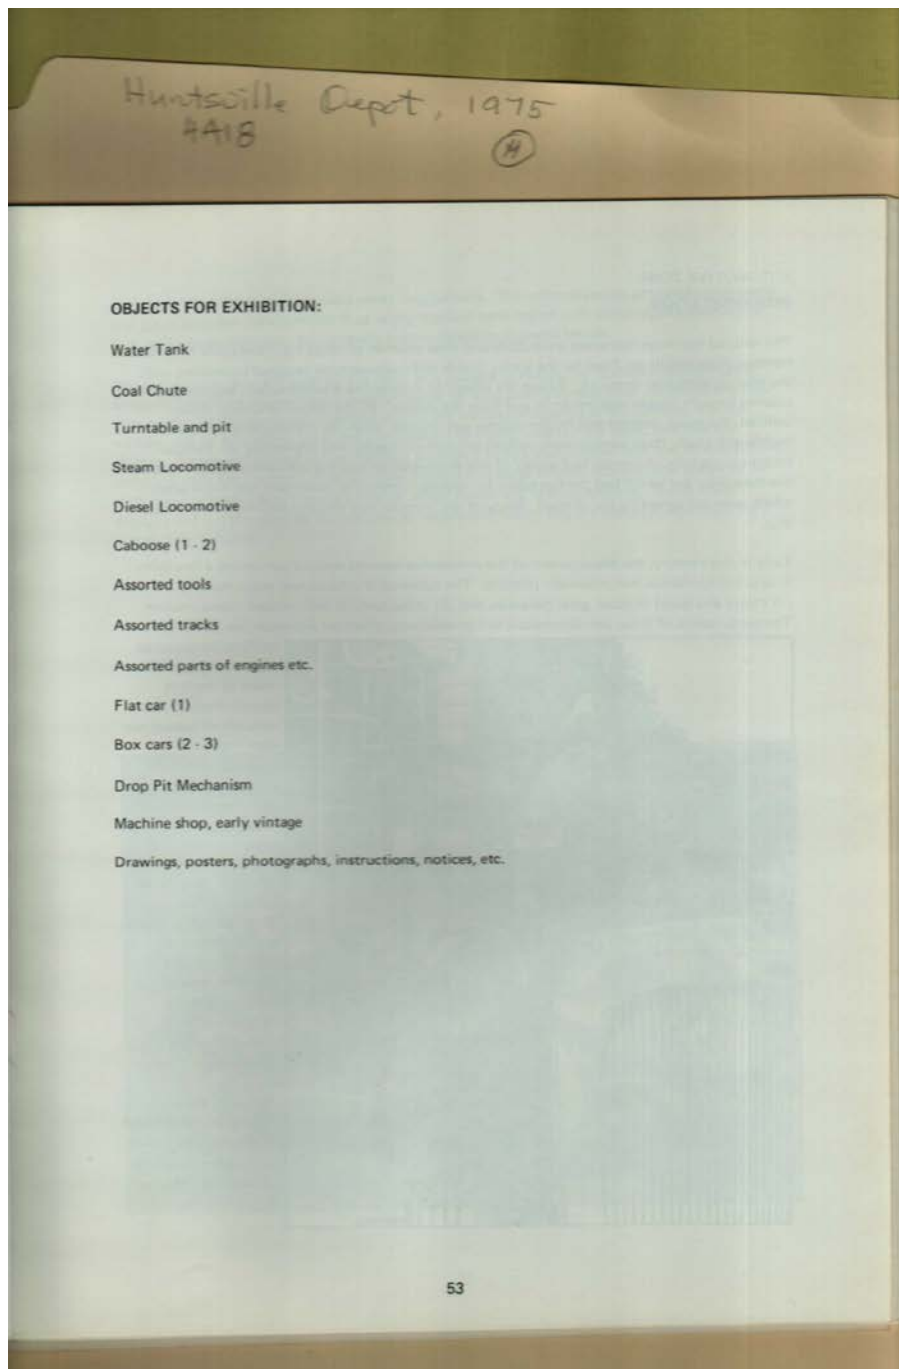 Huntsville Depot, 1975
4418
H
OBJECTS FOR EXHIBITION:
Water Tank
Coal Chute
Turntable and pit
Steam Locomotive
Diesel Locomotive
Caboose (1 - 2)
Assorted tools
Assorted tracks
Assorted parts of engines etc.
Flat car (1)
Box cars (2 - 3)
Drop Pit Mechanism
Machine shop, early vintage
Drawings, posters, photographs, instructions, notices, etc.
53